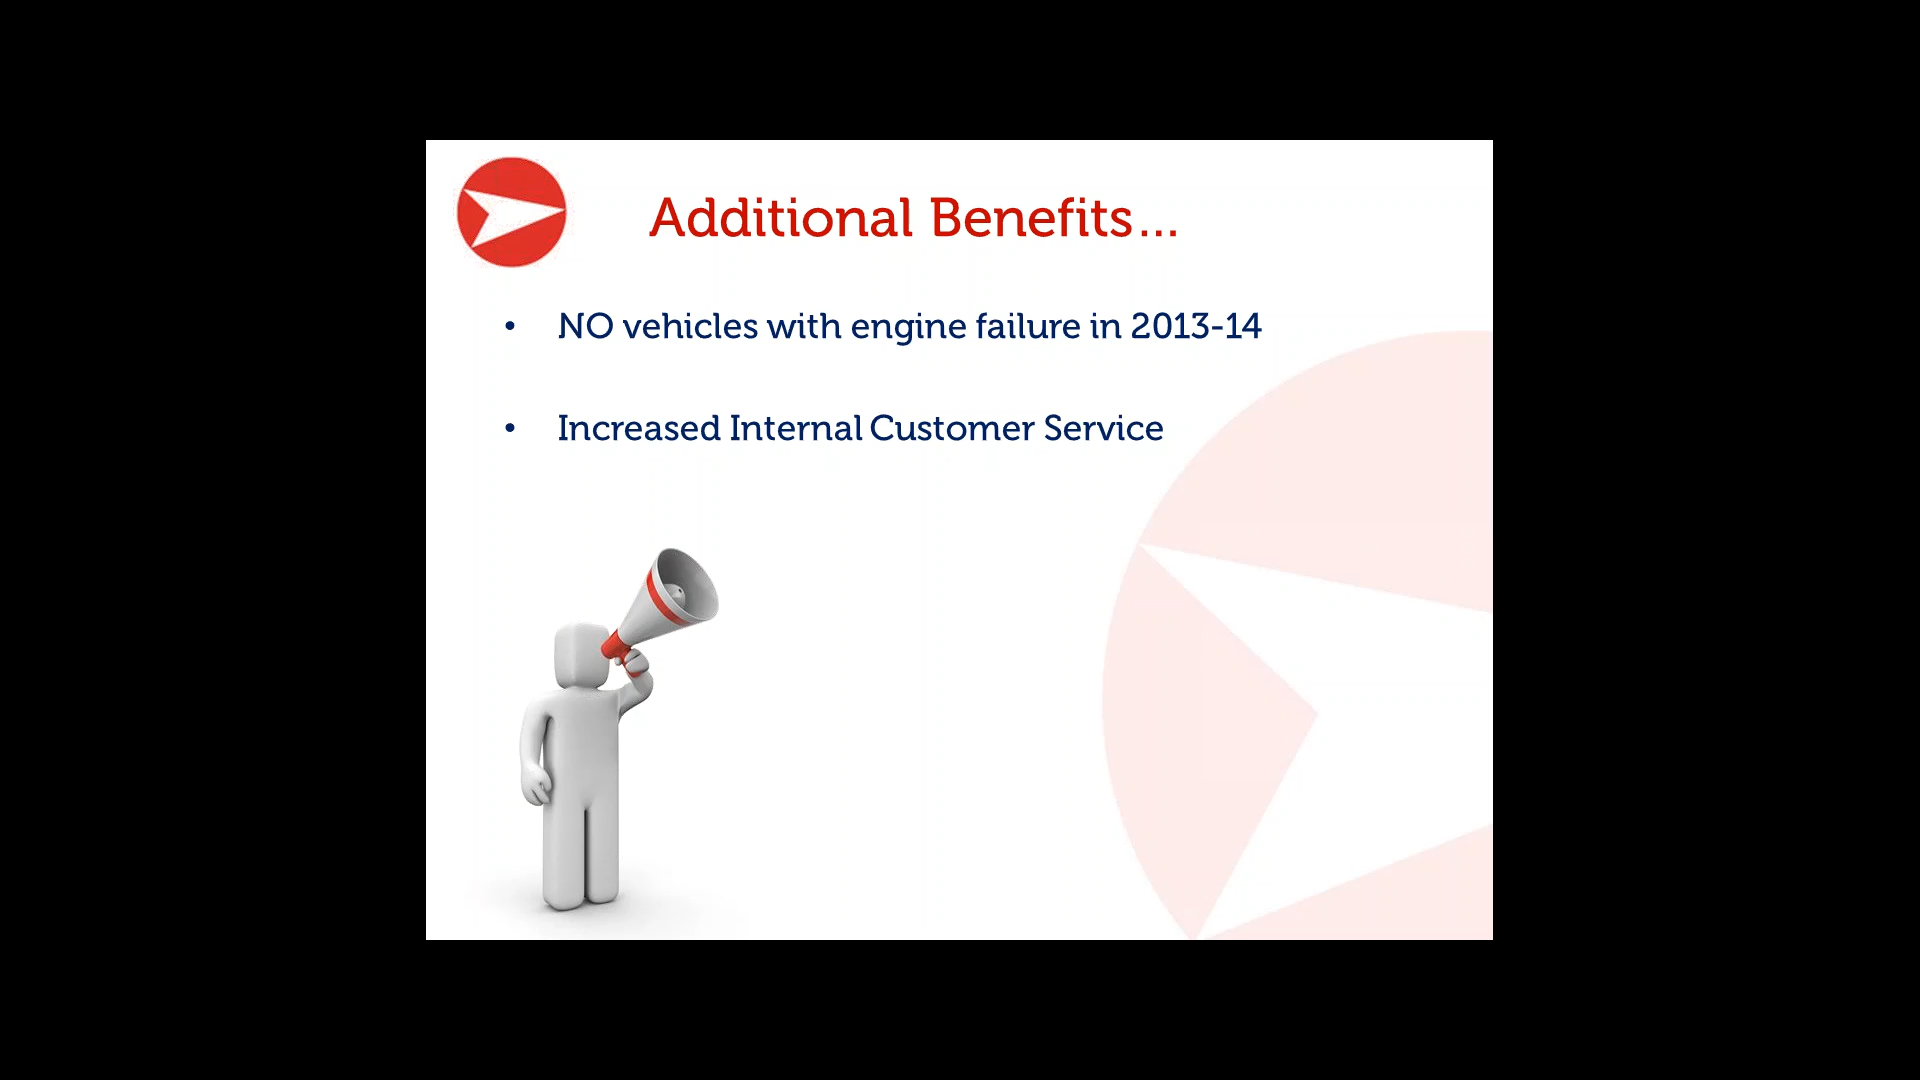 Additional Benefits...
• NO vehicles with engine failure in 2013-14
• Increased Internal Customer Service